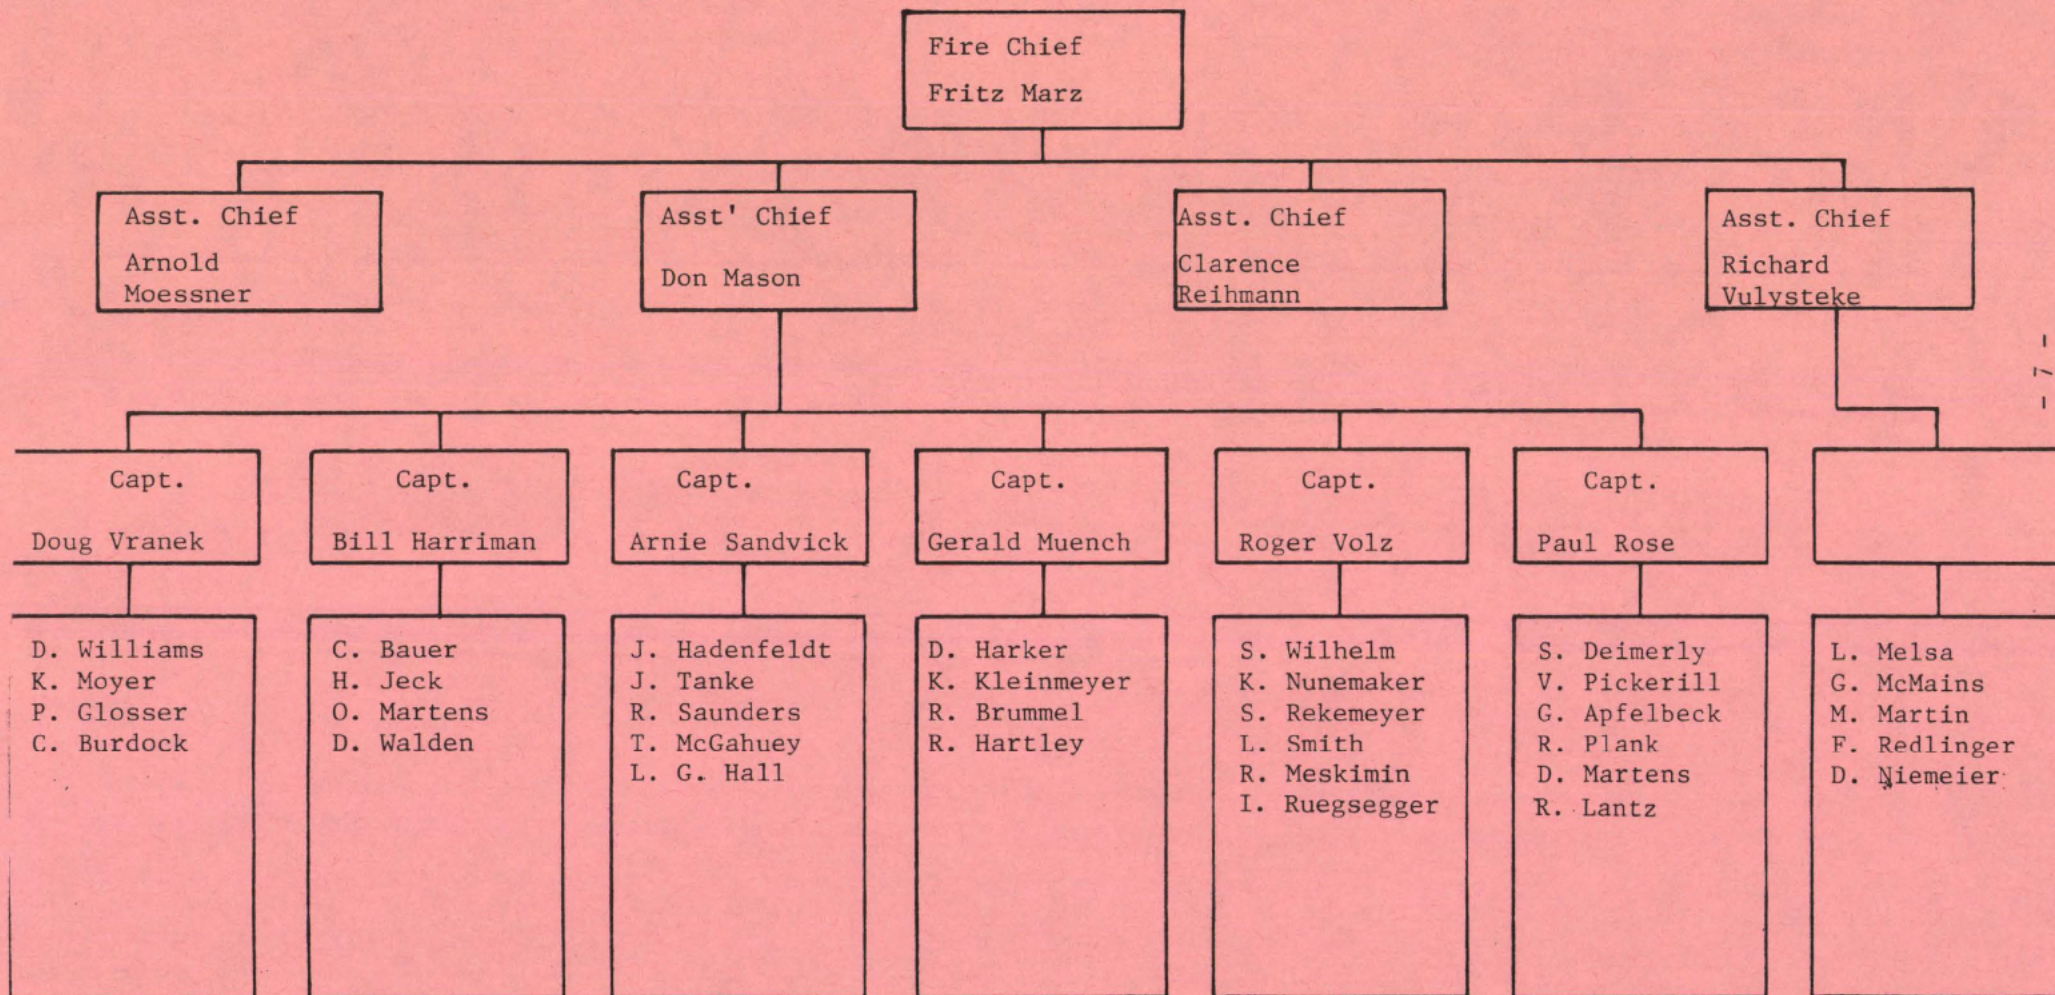 Fire Chief
Fritz Marz
Asst. Chief
Arnold
Moessner
Asst' Chief
Don Mason
Asst. Chief
Clarence
Reihmann
Asst. Chief
Richard
Vulysteke
- 7 -
Capt.
Doug Vranek
Capt.
Bill Harriman
Capt.
Arnie Sandvick
Capt.
Gerald Muench
Capt.
Roger Volz
Capt.
Paul Rose
D. Williams
K. Moyer
P. Glosser
C. Burdock
C. Bauer
H. Jeck
O. Martens
D. Walden
J. Hadenfeldt
J. Tanke
R. Saunders
T. McGahuey
L. G. Hall
D. Harker
K. Kleinmeyer
R. Brummel
R. Hartley
S. Wilhelm
K. Nunemaker
S. Rekemeyer
L. Smith
R. Meskimin
I. Ruegsegger
S. Deimerly
V. Pickerill
G. Apfelbeck
R. Plank
D. Martens
R. Lantz
L. Melsa
G. McMains
M. Martin
F. Redlinger
D. Niemeier